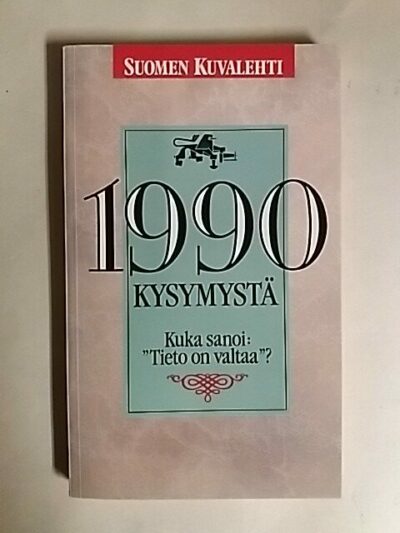 SUOMEN KUVALEHTI
1990
KYSYMYSTÄ
Kuka sanoi:
”Tieto on valtaa”?